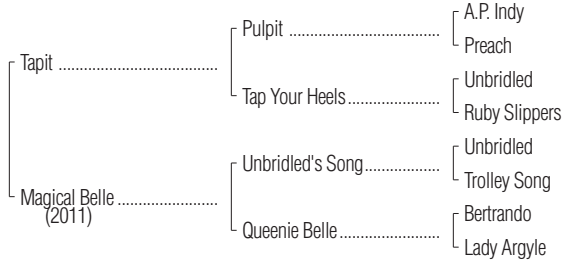 A.P. Indy
Pulpit
Preach
Tapit
Unbridled
Tap Your Heels
Ruby Slippers
Unbridled
Unbridled's Song
Trolley Song
Magical Belle
(2011)
Bertrando
Queenie Belle
Lady Argyle